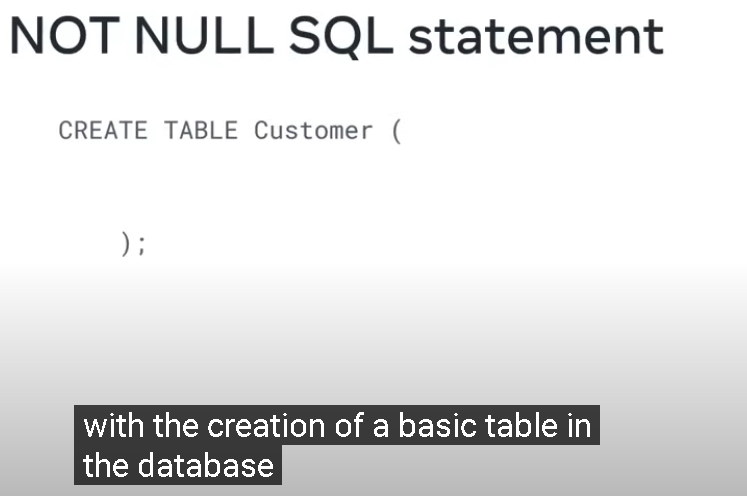 NOT NULL SQL statement
CREATE TABLE Customer (
);
with the creation of a basic table in
the database